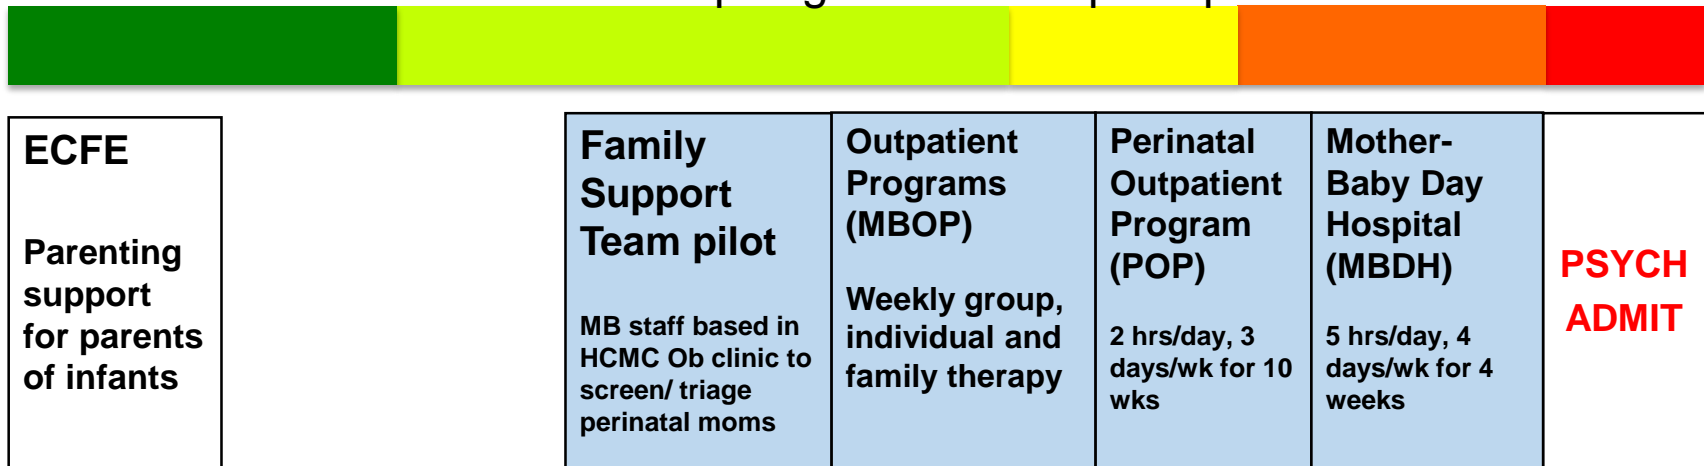 ECFE
Parenting
support
for parents
of infants
Family
Support
Team pilot
MB staff based in
HCMC Ob clinic to
screen/ triage
perinatal moms
Outpatient
Programs
(MBOP)
Weekly group,
individual and
family therapy
Perinatal
Outpatient
Program
(POP)
2 hrs/day, 3
days/wk for 10
wks
Mother-
Baby Day
Hospital
(MBDH)
5 hrs/day, 4
days/wk for 4
weeks
PSYCH
ADMIT